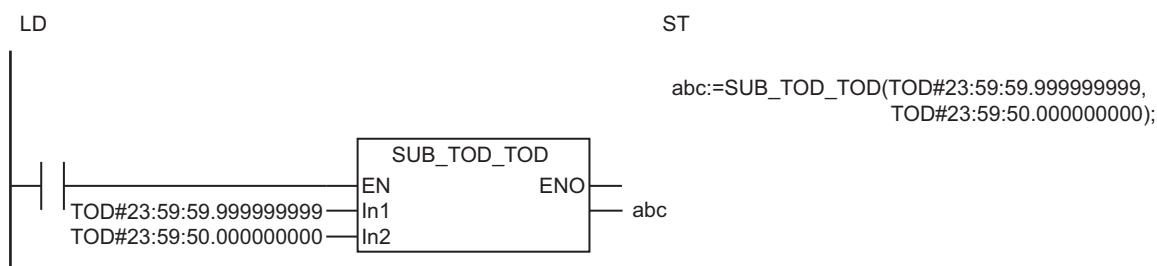 LD
ST
abc:=SUB_TOD_TOD(TOD#23:59:59.999999999,
TOD#23:59:50.000000000);
SUB_TOD_TOD
EN ENO
TOD#23:59:59.999999999 In1 abc
TOD#23:59:50.000000000 In2